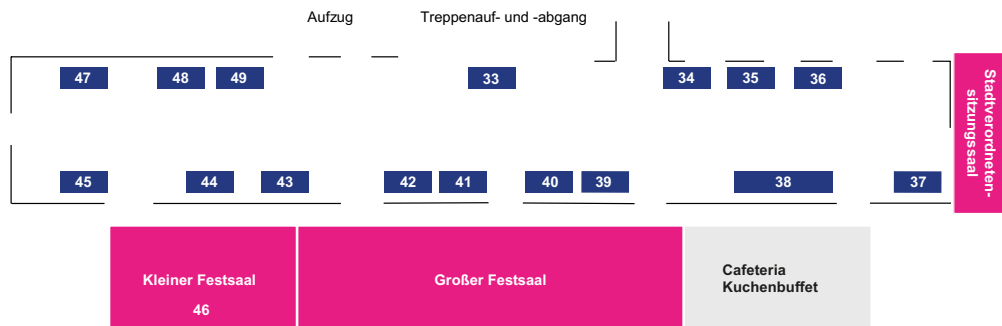 Aufzug
Treppenauf- und -abgang
47
48
49
33
34
35
36
Stadtverordneten-
sitzungssaal
45
44
43
42
41
40
39
38
37
Kleiner Festsaal
46
Großer Festsaal
Cafeteria
Kuchenbuffet